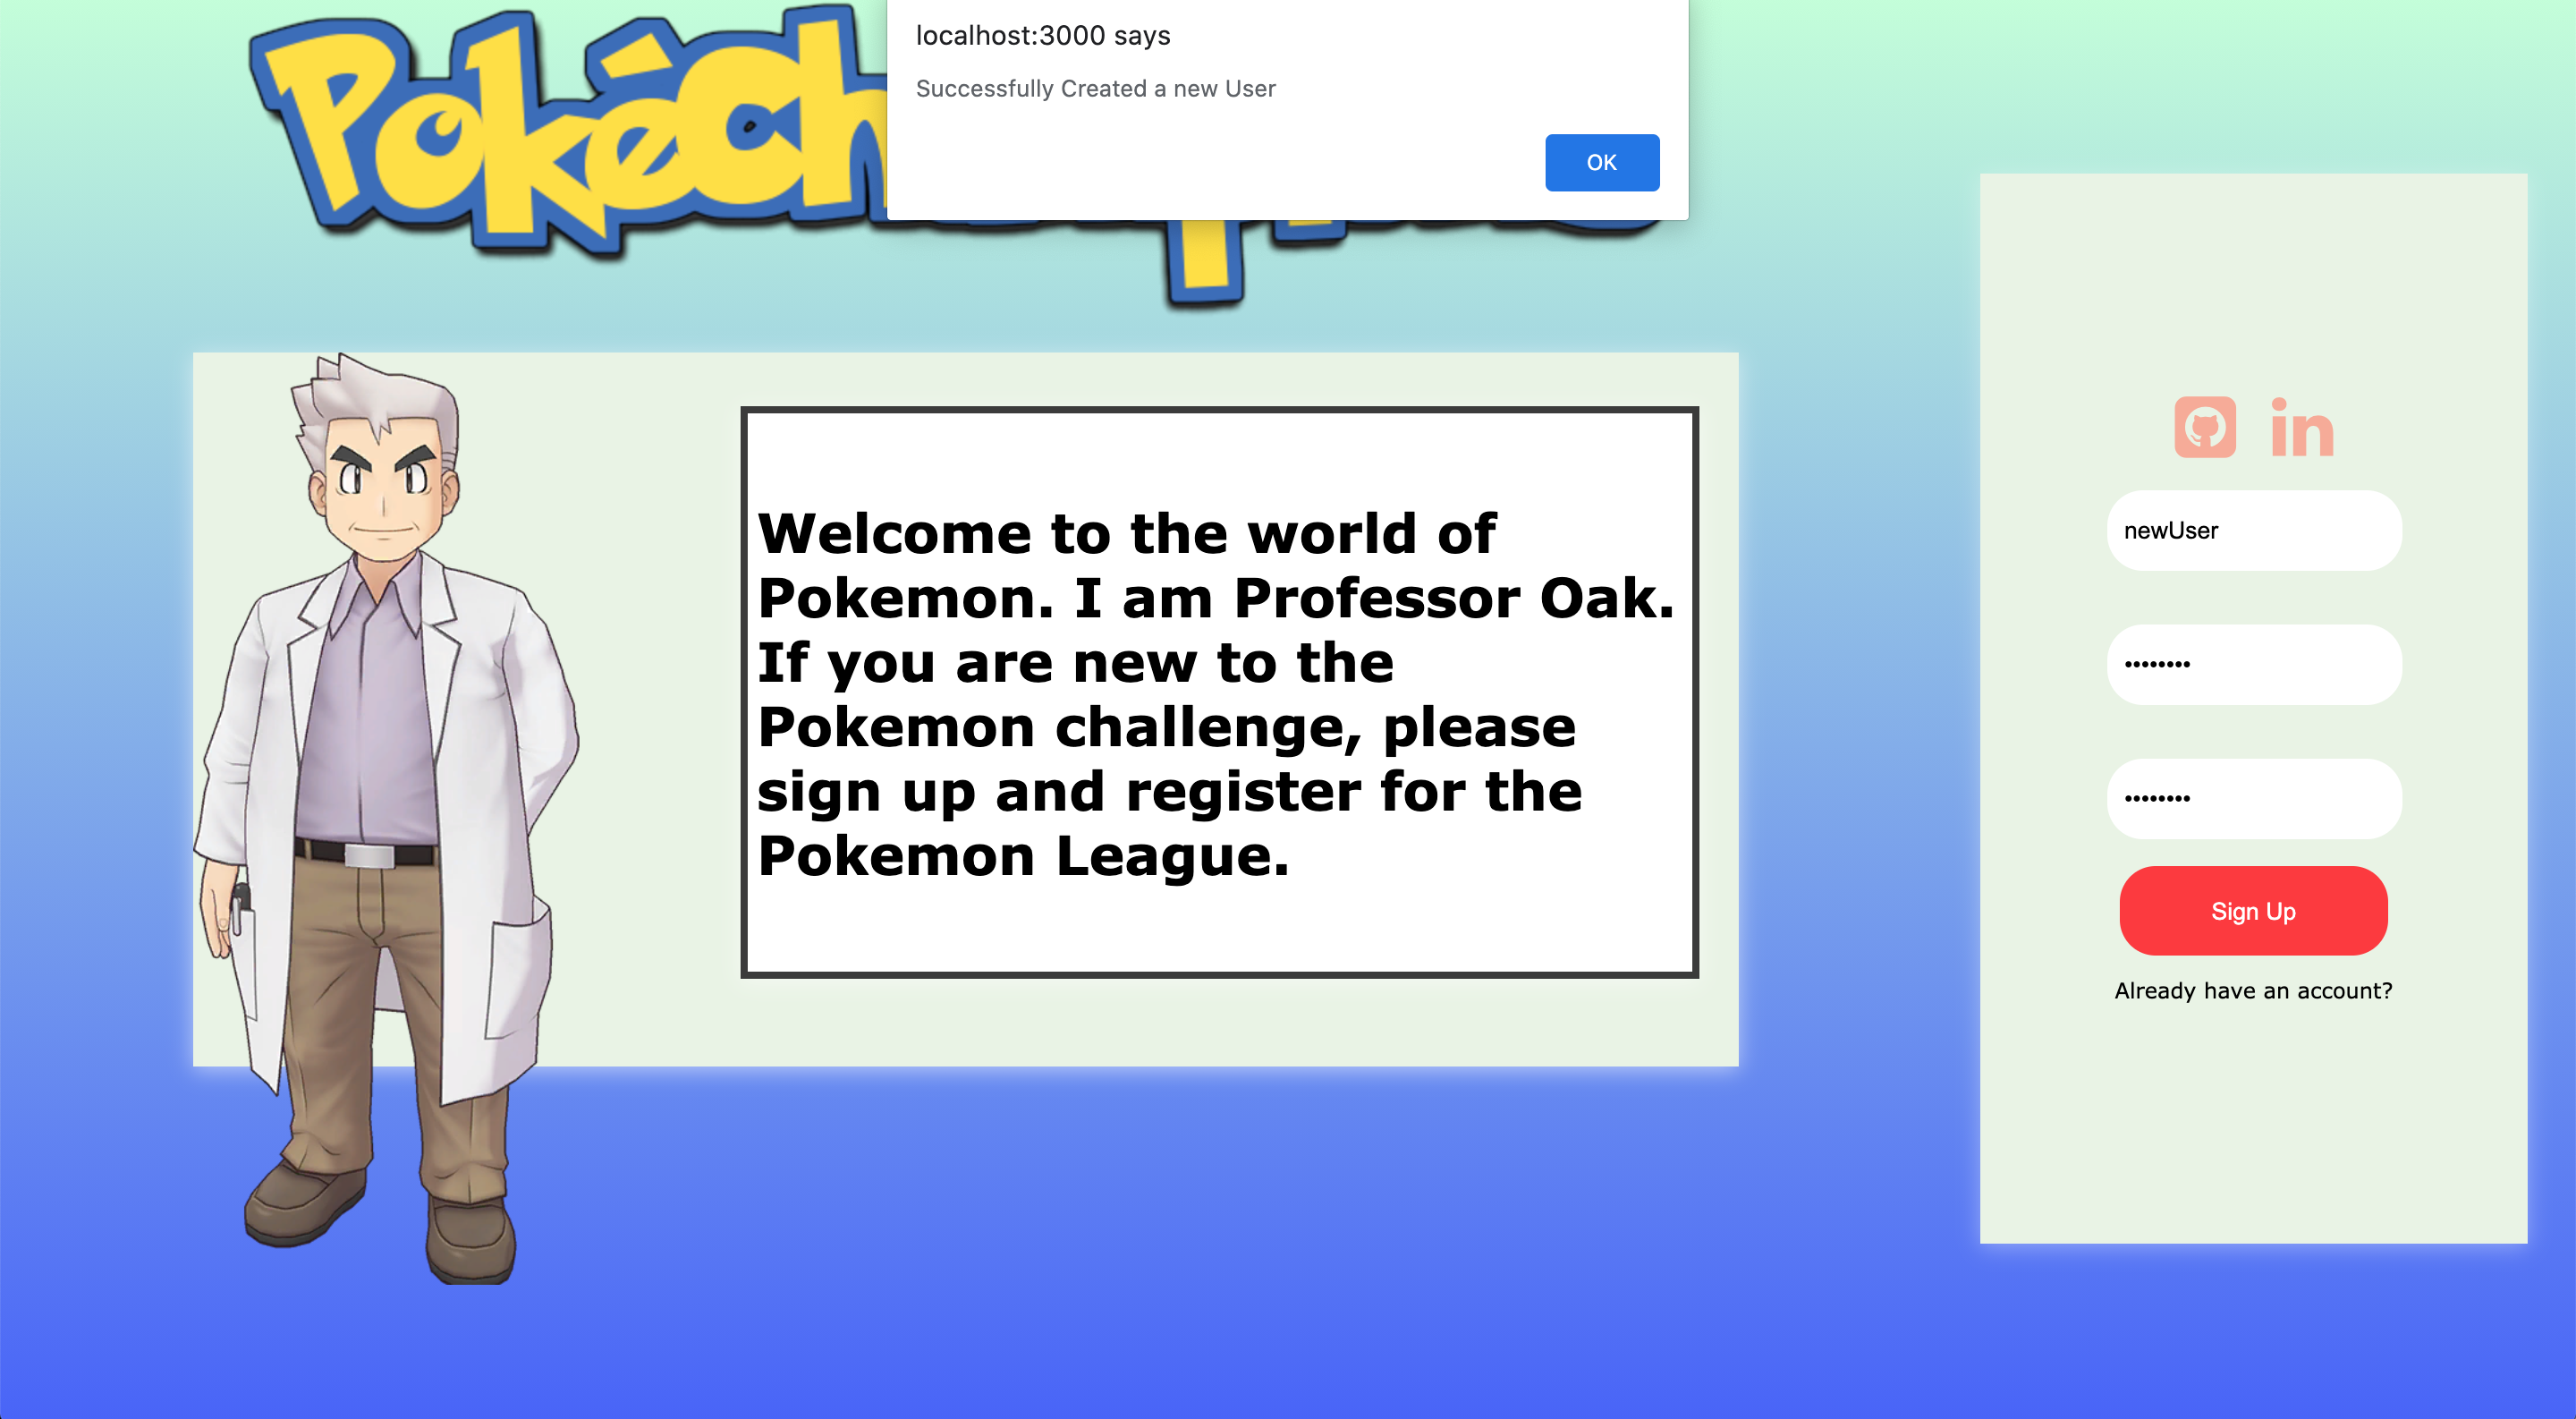 localhost:3000 says
Successfully Created a new User
OK
Welcome to the world of
Pokemon. I am Professor Oak.
If you are new to the
Pokemon challenge, please
sign up and register for the
Pokemon League.
in
newUser
••••••••
••••••••
Sign Up
Already have an account?